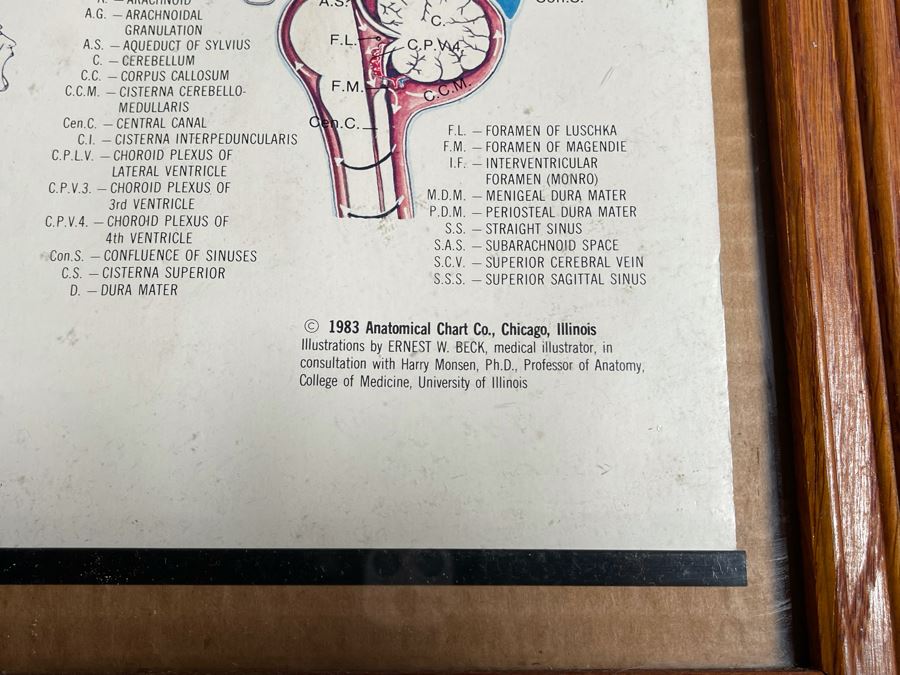 A. — ARACHNOID
A.G. — ARACHNOIDAL
GRANULATION
A.S. — AQUEDUCT OF SYLVIUS
C. — CEREBELLUM
C.C. — CORPUS CALLOSUM
C.C.M. — CISTERNA CEREBELLO-
MEDULLARIS
Cen.C. — CENTRAL CANAL
C.I. — CISTERNA INTERPEDUNCULARIS
C.P.L.V. — CHOROID PLEXUS OF
LATERAL VENTRICLE
C.P.V.3. — CHOROID PLEXUS OF
3rd VENTRICLE
C.P.V.4. — CHOROID PLEXUS OF
4th VENTRICLE
Con.S. — CONFLUENCE OF SINUSES
C.S. — CISTERNA SUPERIOR
D. — DURA MATER
A.S.
Con.S.
C.
F.L.
C.P.V.4.
F.M.
C.C.M.
Cen.C.
F.L. — FORAMEN OF LUSCHKA
F.M. — FORAMEN OF MAGENDIE
I.F. — INTERVENTRICULAR
FORAMEN (MONRO)
M.D.M. — MENIGEAL DURA MATER
P.D.M. — PERIOSTEAL DURA MATER
S.S. — STRAIGHT SINUS
S.A.S. — SUBARACHNOID SPACE
S.C.V. — SUPERIOR CEREBRAL VEIN
S.S.S. — SUPERIOR SAGITTAL SINUS
© 1983 Anatomical Chart Co., Chicago, Illinois
Illustrations by ERNEST W. BECK, medical illustrator, in
consultation with Harry Monsen, Ph.D., Professor of Anatomy,
College of Medicine, University of Illinois